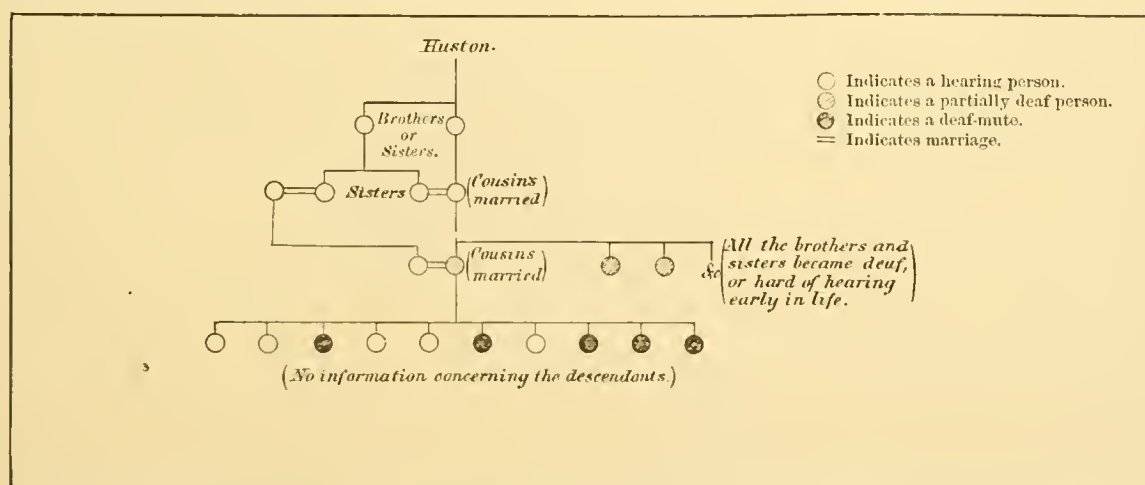 Huston.
Indicates a hearing person.
Indicates a partially deaf person.
Indicates a deaf-mute.
= Indicates marriage.
Brothers
or
Sisters.
Sisters
(Cousins
married)
(Cousins
married)
&c
(All the brothers and
sisters became deaf,
or hard of hearing
early in life.)
3
(No information concerning the descendants.)